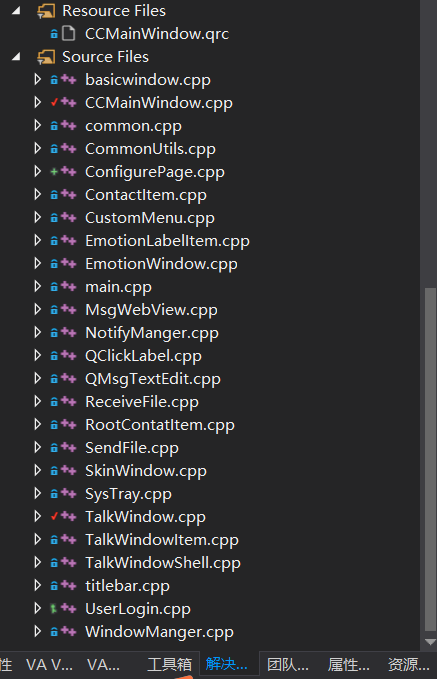 Resource Files
CCMainWindow.qrc
Source Files
basicwindow.cpp
CCMainWindow.cpp
common.cpp
CommonUtils.cpp
ConfigurePage.cpp
ContactItem.cpp
CustomMenu.cpp
EmotionLabelItem.cpp
EmotionWindow.cpp
main.cpp
MsgWebView.cpp
NotifyManger.cpp
QClickLabel.cpp
QMsgTextEdit.cpp
ReceiveFile.cpp
RootContatItem.cpp
SendFile.cpp
SkinWindow.cpp
SysTray.cpp
TalkWindow.cpp
TalkWindowItem.cpp
TalkWindowShell.cpp
titlebar.cpp
UserLogin.cpp
WindowManger.cpp
性 VA V... VA... 工具箱 解决... 团队... 属性... 资源...